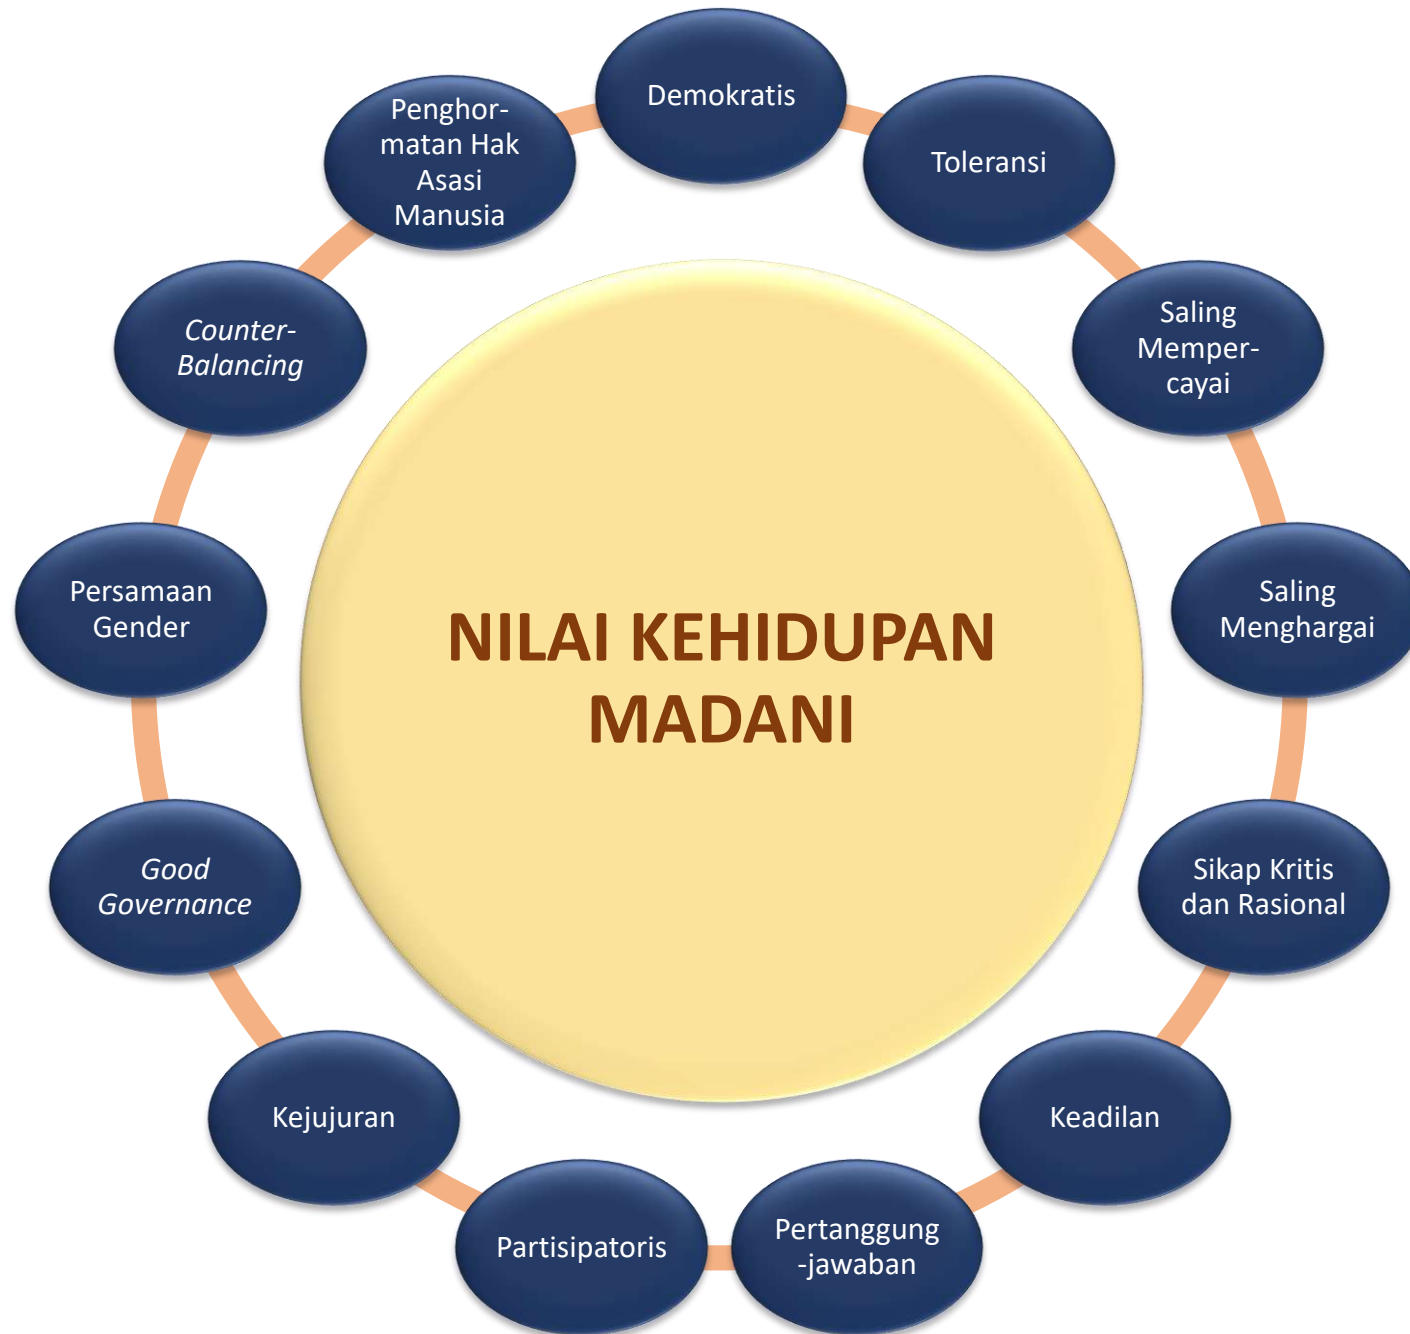 Demokratis
Toleransi
Saling
Memper-
cayai
Saling
Menghargai
Sikap Kritis
dan Rasional
Keadilan
Pertanggung
-jawaban
Partisipatoris
Kejujuran
Good
Governance
Persamaan
Gender
Counter-
Balancing
Penghor-
matan Hak
Asasi
Manusia
NILAI KEHIDUPAN
MADANI